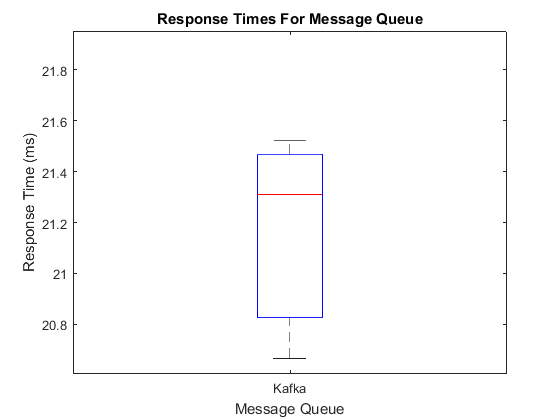 Response Times For Message Queue
Response Time (ms)
21.8
21.6
21.4
21.2
21
20.8
Kafka
Message Queue